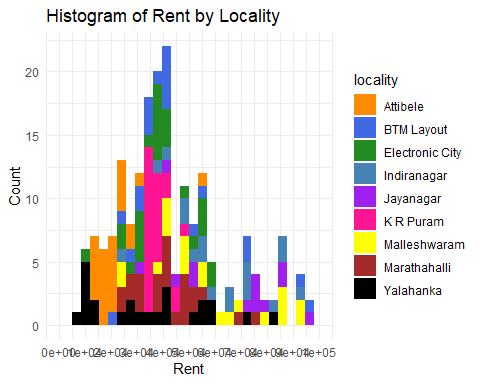 Histogram of Rent by Locality
Count
20
15
10
5
0
Rent
locality
Attibele
BTM Layout
Electronic City
Indiranagar
Jayanagar
K R Puram
Malleshwaram
Marathahalli
Yalahanka